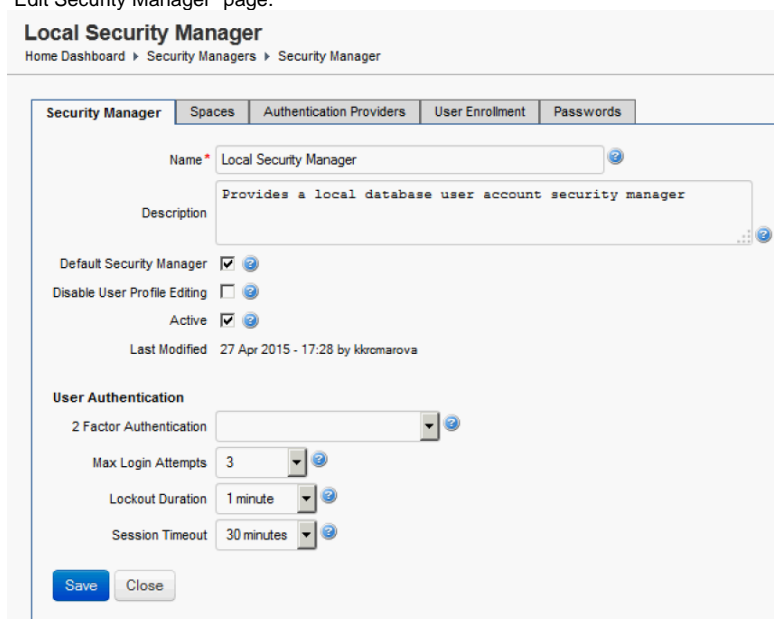 "Edit Security Manager" page.
Local Security Manager
Home Dashboard ▸ Security Managers ▸ Security Manager
Security Manager Spaces Authentication Providers User Enrollment Passwords
Name* Local Security Manager
Description Provides a local database user account security manager
Default Security Manager
Disable User Profile Editing
Active
Last Modified 27 Apr 2015 - 17:28 by kkromarova
User Authentication
2 Factor Authentication
Max Login Attempts 3
Lockout Duration 1 minute
Session Timeout 30 minutes
Save Close